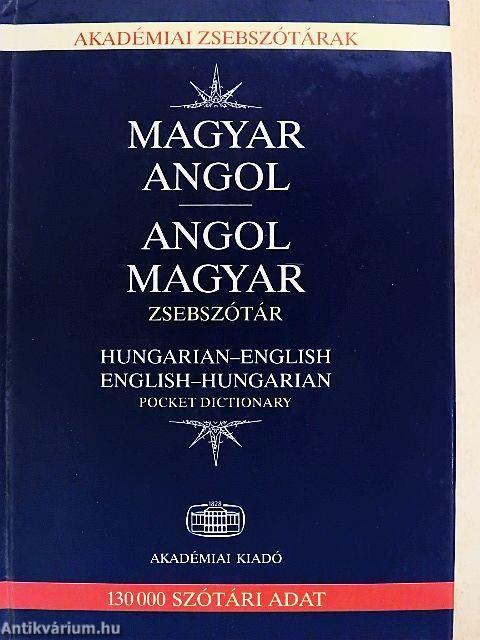 AKADÉMIAI ZSEBSZÓTÁRAK
MAGYAR
ANGOL
ANGOL
MAGYAR
ZSEBSZÓTÁR
HUNGARIAN–ENGLISH
ENGLISH–HUNGARIAN
POCKET DICTIONARY
1828
AKADÉMIAI KIADÓ
130 000 SZÓTÁRI ADAT
Antikvárium.hu